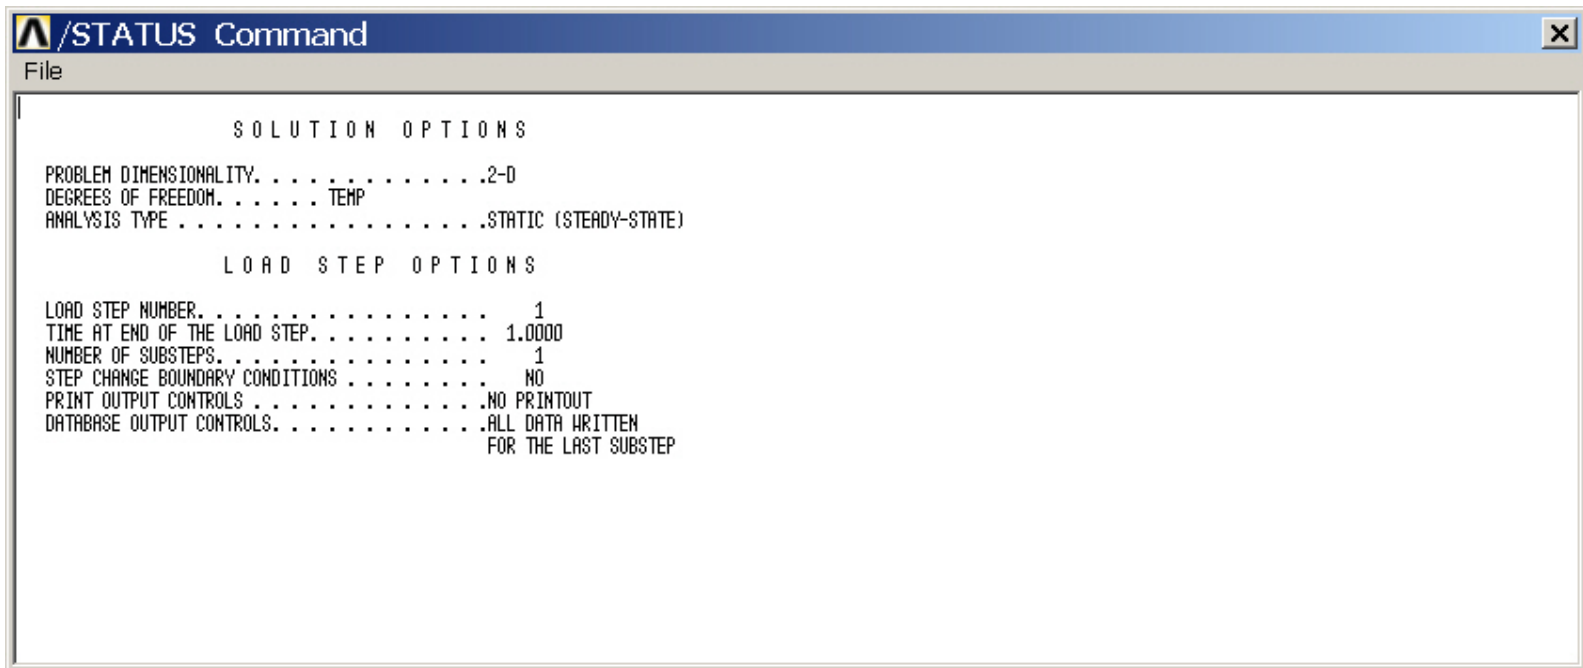 /STATUS Command
File
S O L U T I O N   O P T I O N S
PROBLEM DIMENSIONALITY. . . . . . . . . . . . .2-D
DEGREES OF FREEDOM. . . . . . TEMP
ANALYSIS TYPE . . . . . . . . . . . . . . . . .STATIC (STEADY-STATE)
L O A D   S T E P   O P T I O N S
LOAD STEP NUMBER. . . . . . . . . . . . . . . .     1
TIME AT END OF THE LOAD STEP. . . . . . . . . .  1.0000
NUMBER OF SUBSTEPS. . . . . . . . . . . . . . .     1
STEP CHANGE BOUNDARY CONDITIONS . . . . . . . .    NO
PRINT OUTPUT CONTROLS . . . . . . . . . . . . .NO PRINTOUT
DATABASE OUTPUT CONTROLS. . . . . . . . . . . .ALL DATA WRITTEN
FOR THE LAST SUBSTEP